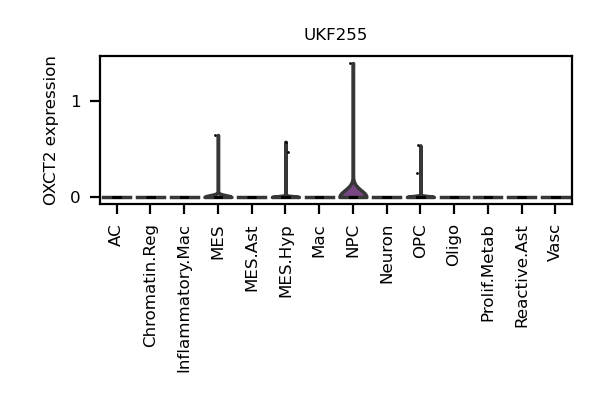 UKF255
OXCT2 expression
1
0
AC
Chromatin.Reg
Inflammatory.Mac
MES
MES.Ast
MES.Hyp
Mac
NPC
Neuron
OPC
Oligo
Prolif.Metab
Reactive.Ast
Vasc